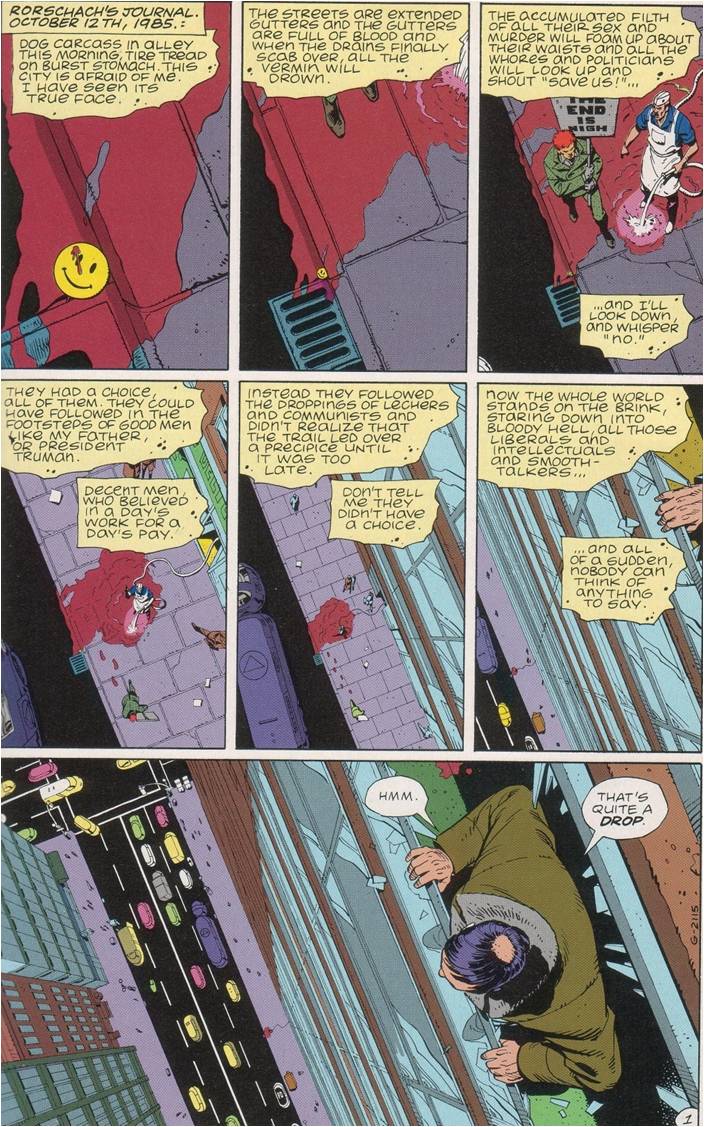 RORSCHACH'S JOURNAL.
OCTOBER 12TH, 1985.:
DOG CARCASS IN ALLEY
THIS MORNING, TIRE TREAD
ON BURST STOMACH. THIS
CITY IS AFRAID OF ME.
I HAVE SEEN ITS
TRUE FACE.
THE STREETS ARE EXTENDED
GUTTERS AND THE GUTTERS
ARE FULL OF BLOOD AND
WHEN THE DRAINS FINALLY
SCAB OVER, ALL THE
VERMIN WILL
DROWN.
THE ACCUMULATED FILTH
OF ALL THEIR SEX AND
MURDER WILL FOAM UP ABOUT
THEIR WAISTS AND ALL THE
WHORES AND POLITICIANS
WILL LOOK UP AND
SHOUT "SAVE US!"...
THE
END
IS
NIGH
...AND I'LL
LOOK DOWN,
AND WHISPER
"NO."
THEY HAD A CHOICE,
ALL OF THEM. THEY COULD
HAVE FOLLOWED IN THE
FOOTSTEPS OF GOOD MEN
LIKE MY FATHER,
OR PRESIDENT
TRUMAN.
DECENT MEN,
WHO BELIEVED
IN A DAY'S
WORK FOR A
DAY'S PAY.
INSTEAD THEY FOLLOWED
THE DROPPINGS OF LECHERS
AND COMMUNISTS AND
DIDN'T REALIZE THAT
THE TRAIL LED OVER
A PRECIPICE UNTIL
IT WAS TOO
LATE.
DON'T TELL
ME THEY
DIDN'T HAVE
A CHOICE.
NOW THE WHOLE WORLD
STANDS ON THE BRINK,
STARING DOWN INTO
BLOODY HELL, ALL THOSE
LIBERALS AND
INTELLECTUALS
AND SMOOTH-
TALKERS...
...AND ALL
OF A SUDDEN,
NOBODY CAN
THINK OF
ANYTHING
TO SAY.
HMM.
THAT'S
QUITE A
DROP.
G-2115
1